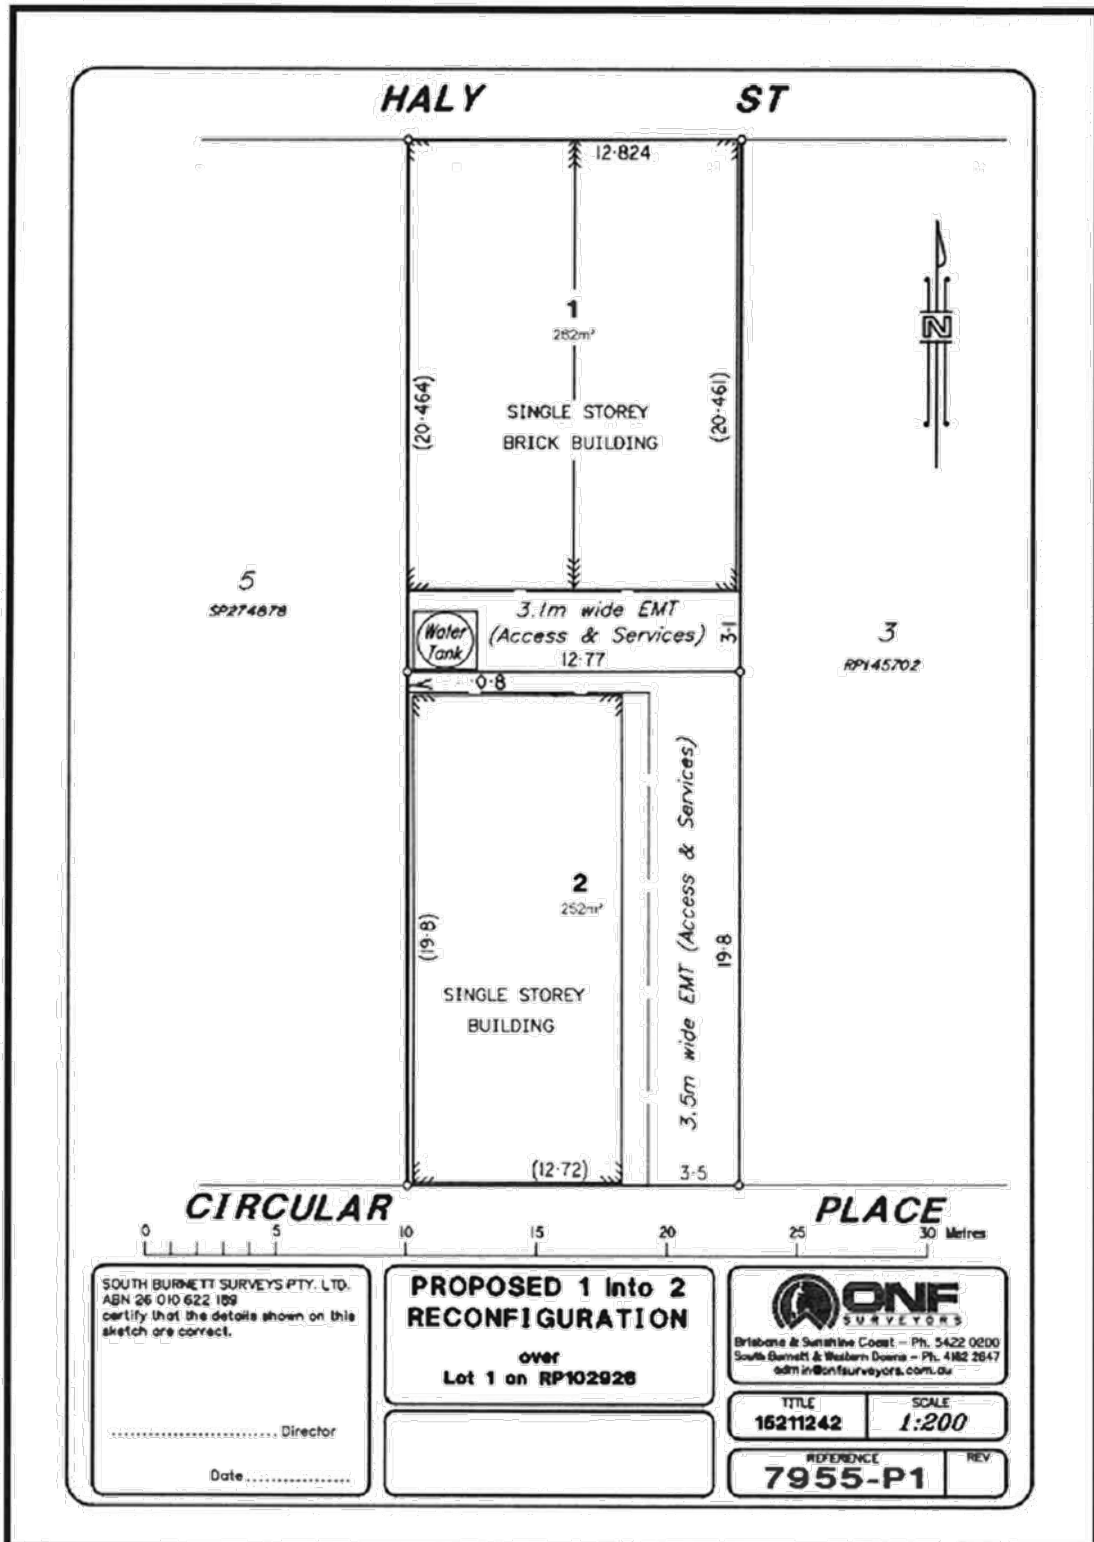 HALY ST
12·824
1
262m²
(20·464)
(20·461)
SINGLE STOREY
BRICK BUILDING
N
5
SP274878
3.1m wide EMT
(Access & Services)
3·1
Water
Tank
12·77
3
RP145702
0·8
2
252m²
(19·8)
3.5m wide EMT (Access & Services)
19·8
SINGLE STOREY
BUILDING
(12·72)
3·5
CIRCULAR PLACE
0 5 10 15 20 25 30 Metres
SOUTH BURNETT SURVEYS PTY. LTD.
ABN 26 010 622 189
certify that the details shown on this
sketch are correct.
Director
Date
PROPOSED 1 into 2
RECONFIGURATION
over
Lot 1 on RP102926
ONF
SURVEYORS
Brisbane & Sunshine Coast - Ph. 5422 0200
South Burnett & Western Downs - Ph. 4162 2647
admin@onfsurveyors.com.au
TITLE
15211242
SCALE
1:200
REFERENCE
7955-P1
REV